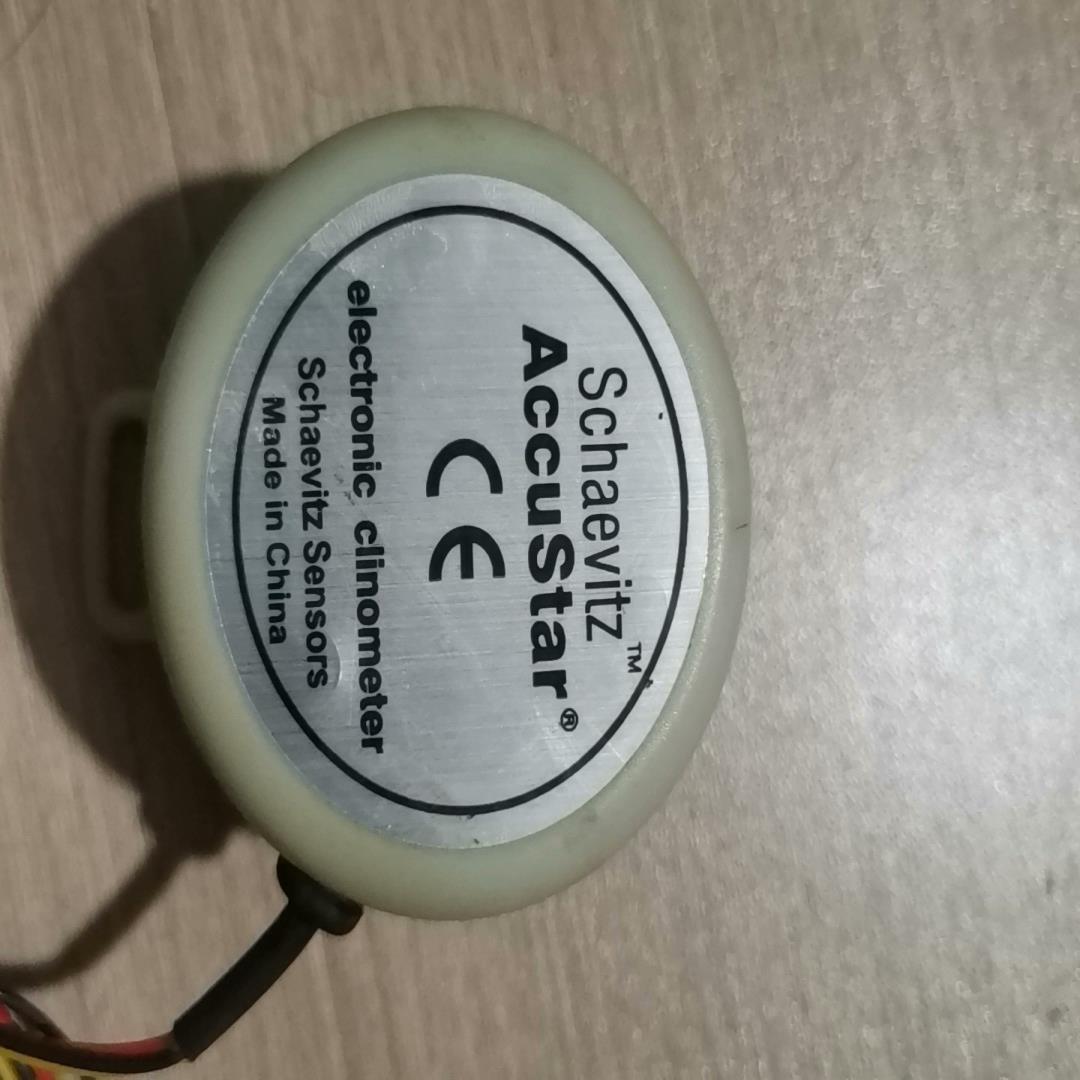 Schaevitz™
AccuStar®
CE
electronic clinometer
Schaevitz Sensors
Made in China